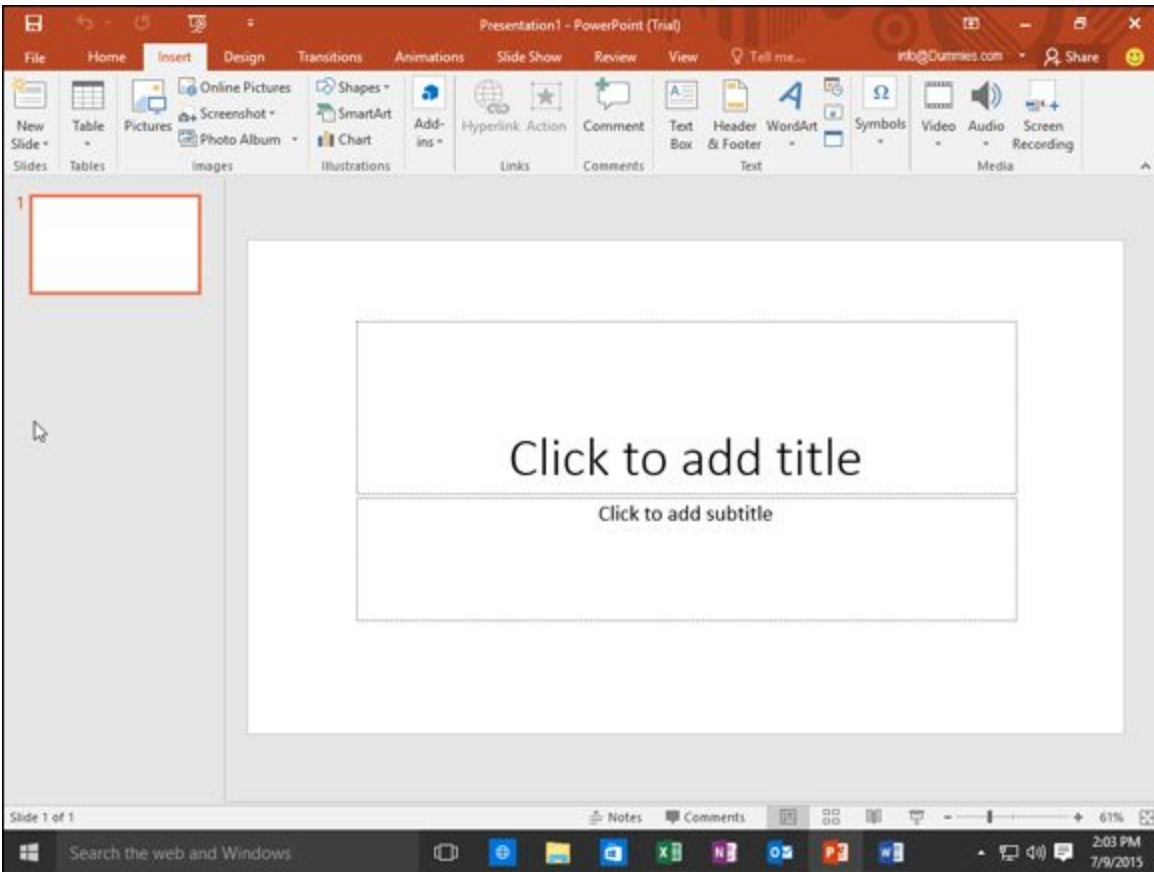 Presentation1 - PowerPoint (Trial)
File Home Insert Design Transitions Animations Slide Show Review View Tell me... info@Dummies.com Share
New Slide Table Pictures Online Pictures Screenshot Photo Album Shapes SmartArt Chart Add-ins Hyperlink Action Comment Text Box Header & Footer WordArt Symbols Video Audio Screen Recording
Slides Tables Images Illustrations Links Comments Text Media
1
Click to add title
Click to add subtitle
Slide 1 of 1 Notes Comments 61%
Search the web and Windows 2:03 PM
7/9/2015